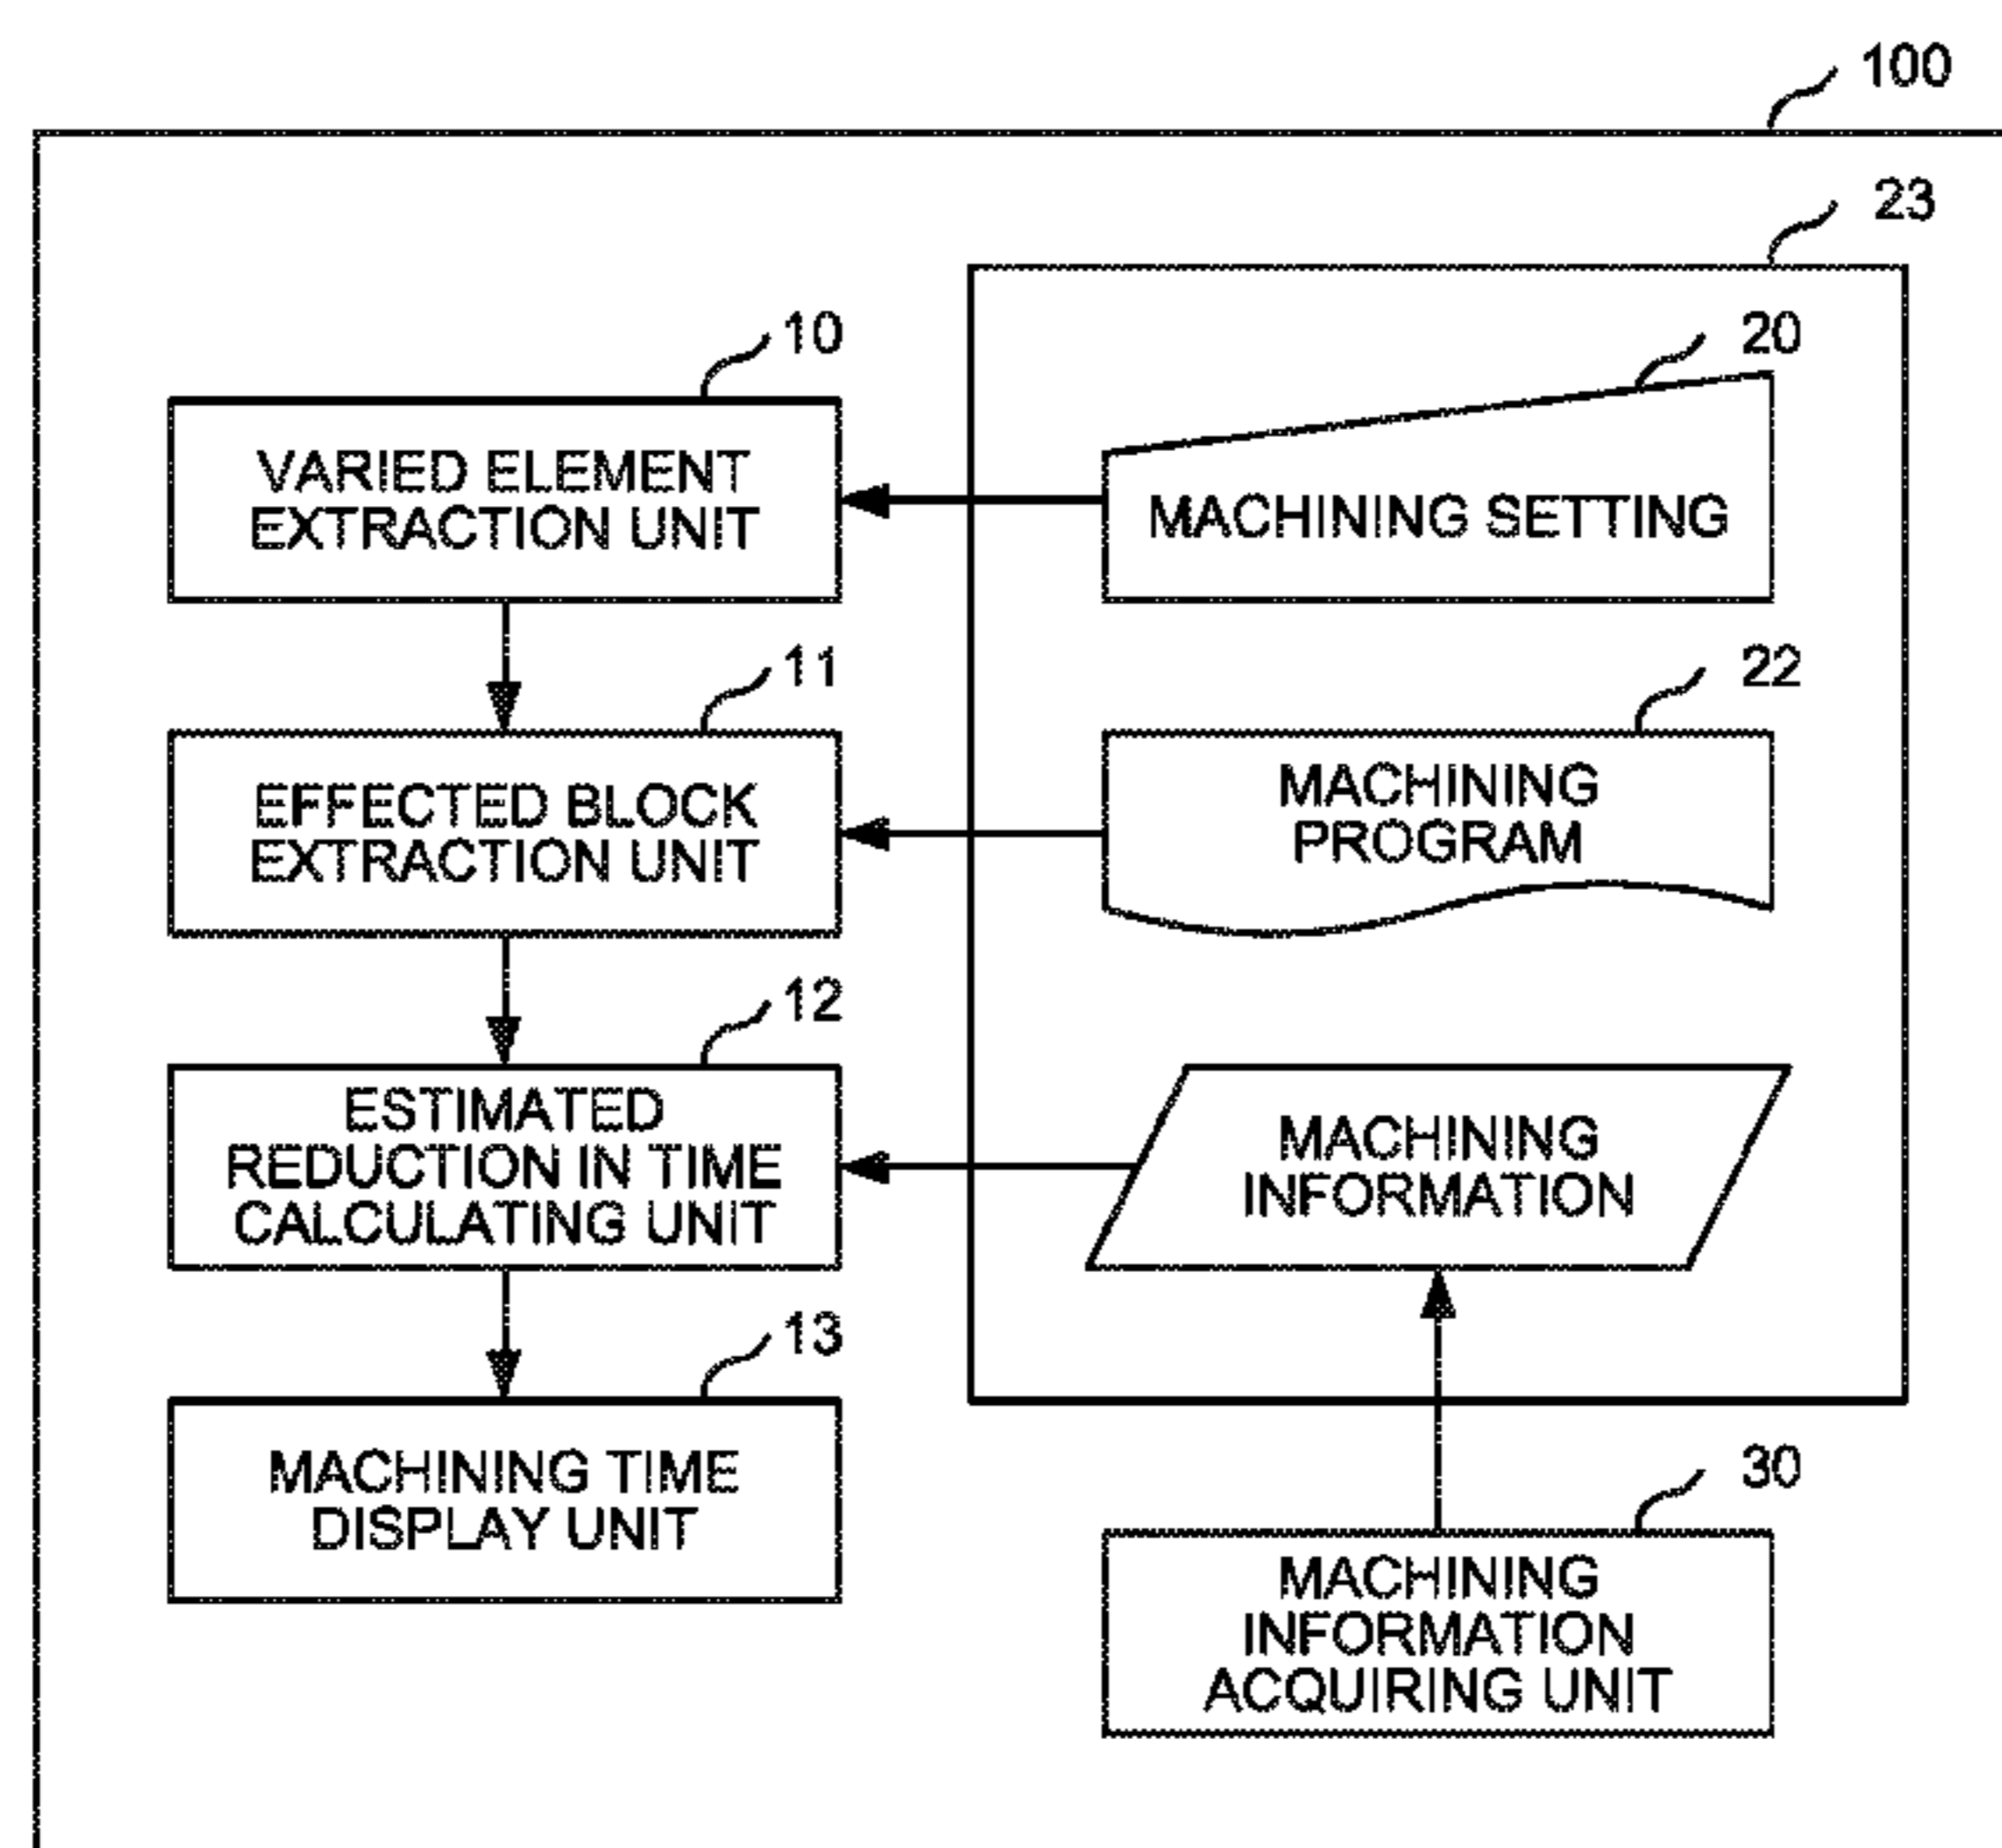 100
23
10
20
VARIED ELEMENT
EXTRACTION UNIT
MACHINING SETTING
11
22
EFFECTED BLOCK
EXTRACTION UNIT
MACHINING
PROGRAM
12
ESTIMATED
REDUCTION IN TIME
CALCULATING UNIT
MACHINING
INFORMATION
13
MACHINING TIME
DISPLAY UNIT
30
MACHINING
INFORMATION
ACQUIRING UNIT